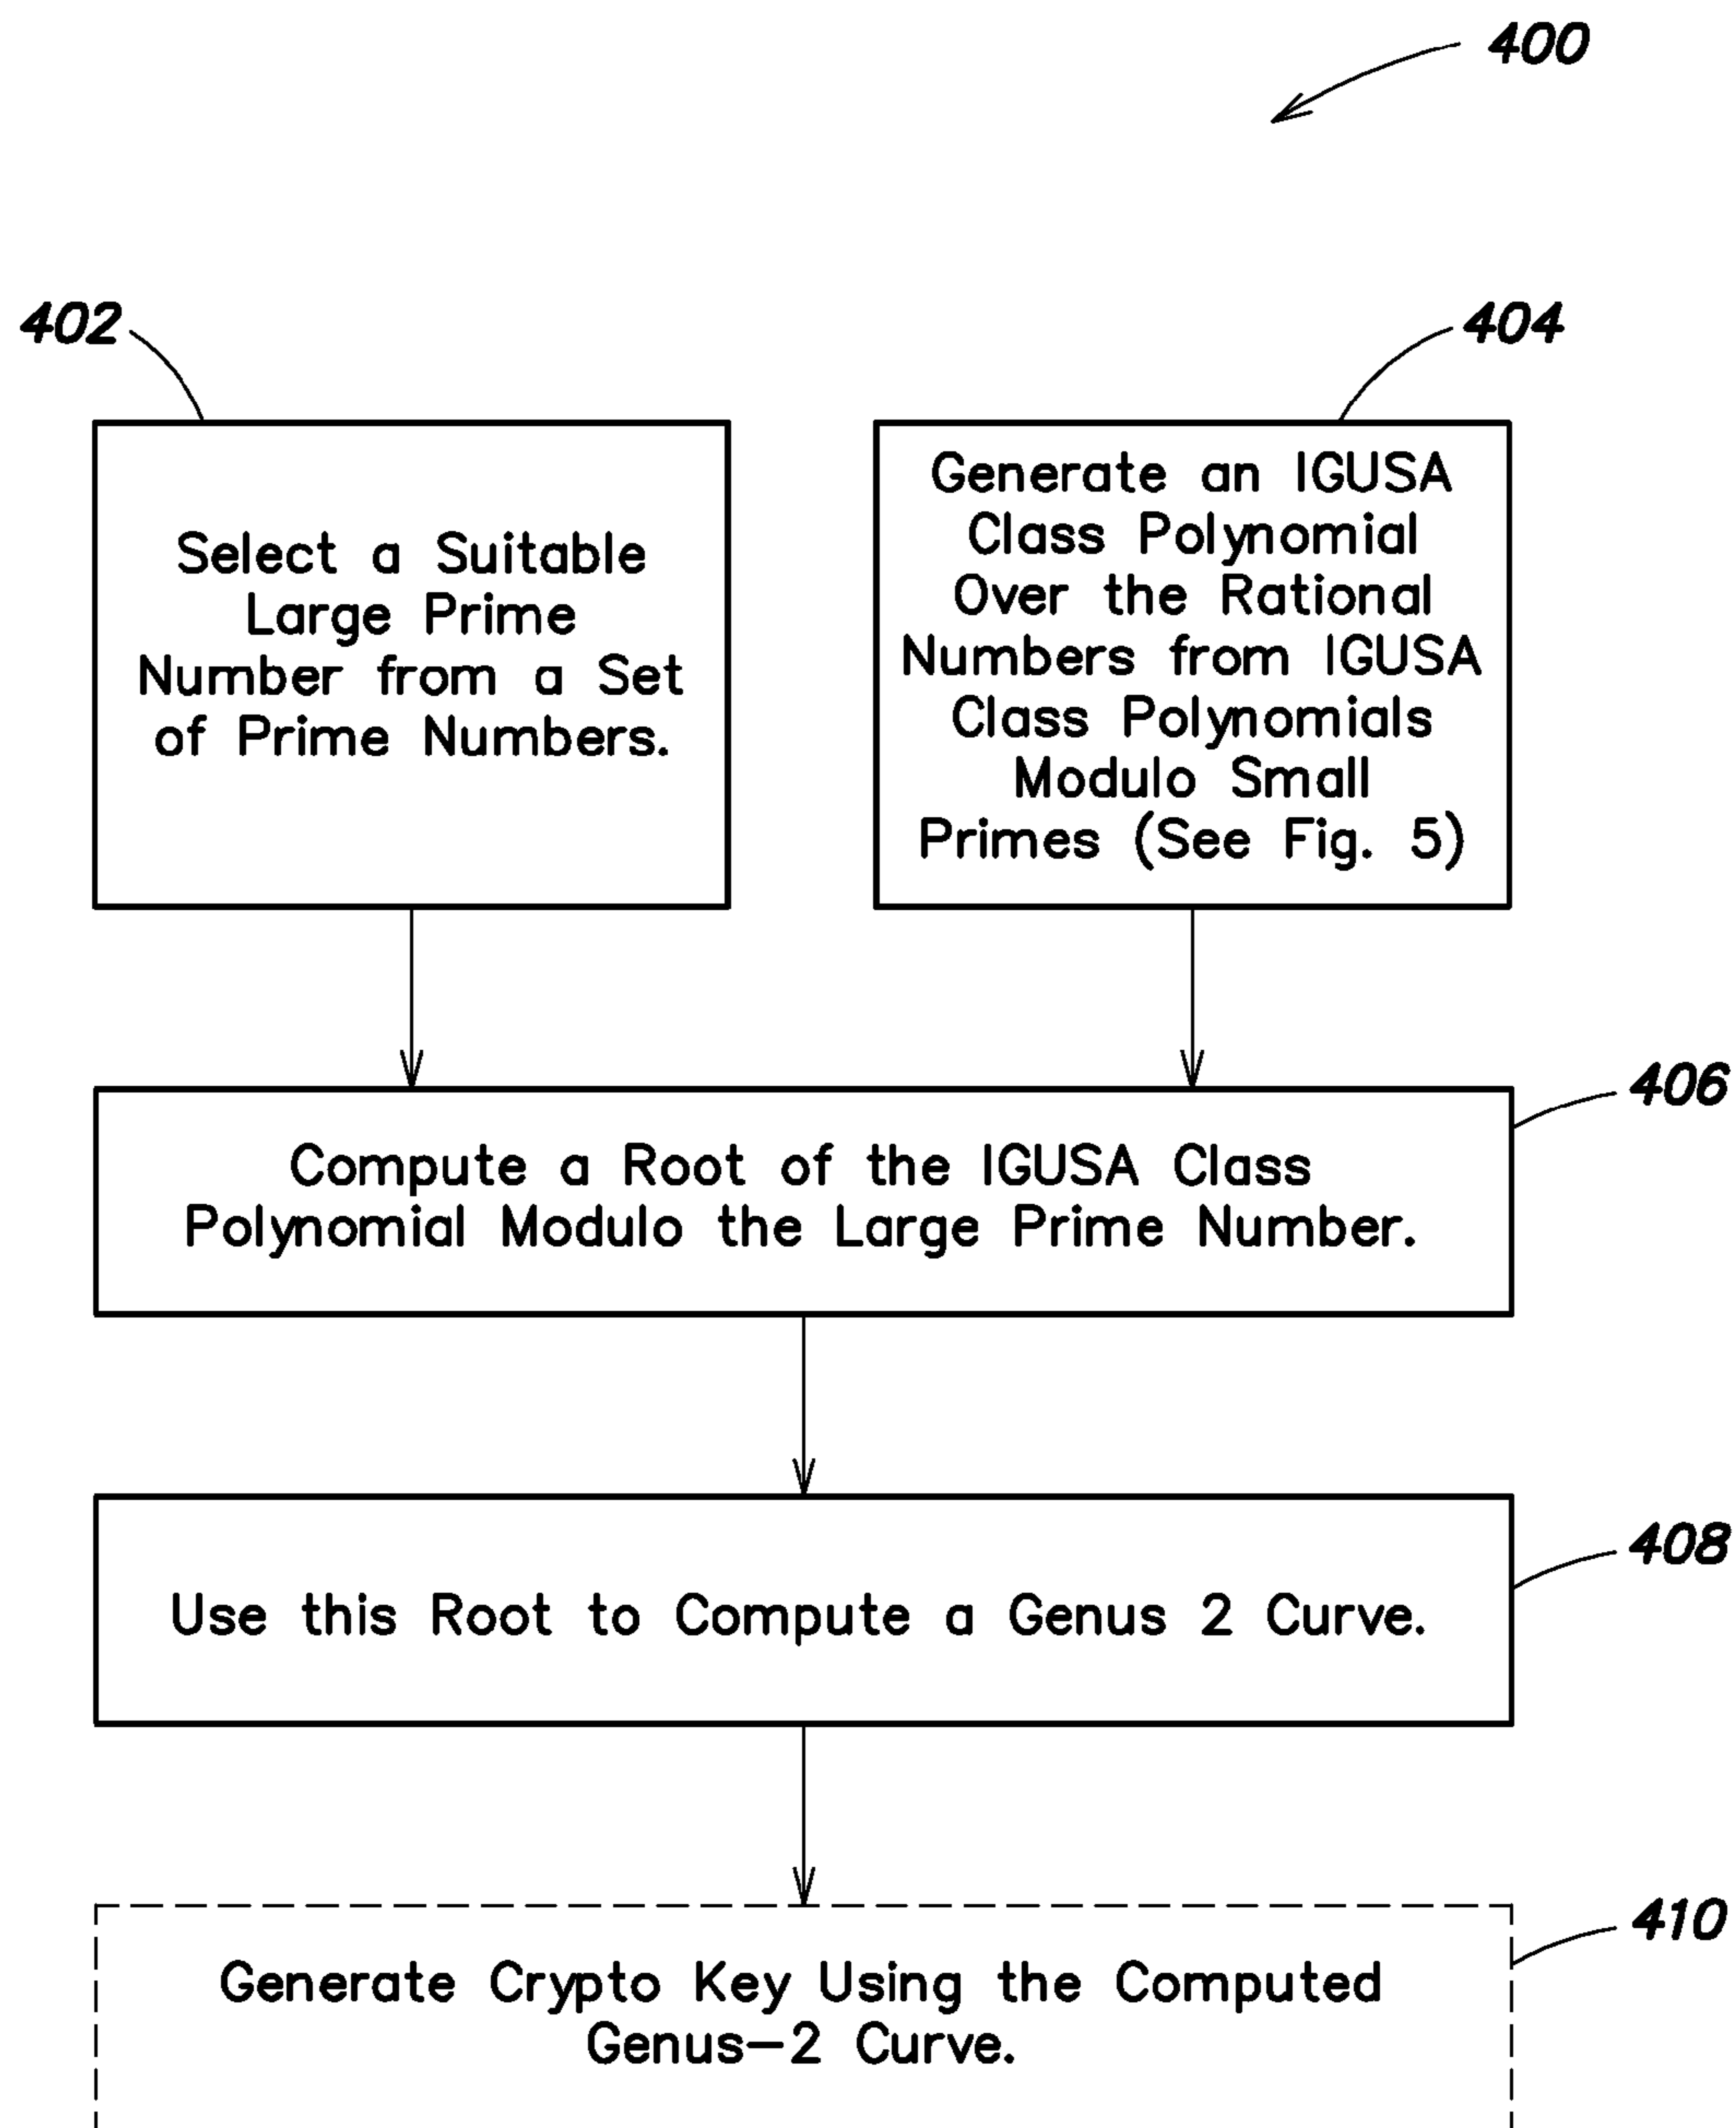 400
402
Select a Suitable
Large Prime
Number from a Set
of Prime Numbers.
404
Generate an IGUSA
Class Polynomial
Over the Rational
Numbers from IGUSA
Class Polynomials
Modulo Small
Primes (See Fig. 5)
406
Compute a Root of the IGUSA Class
Polynomial Modulo the Large Prime Number.
408
Use this Root to Compute a Genus 2 Curve.
410
Generate Crypto Key Using the Computed
Genus-2 Curve.